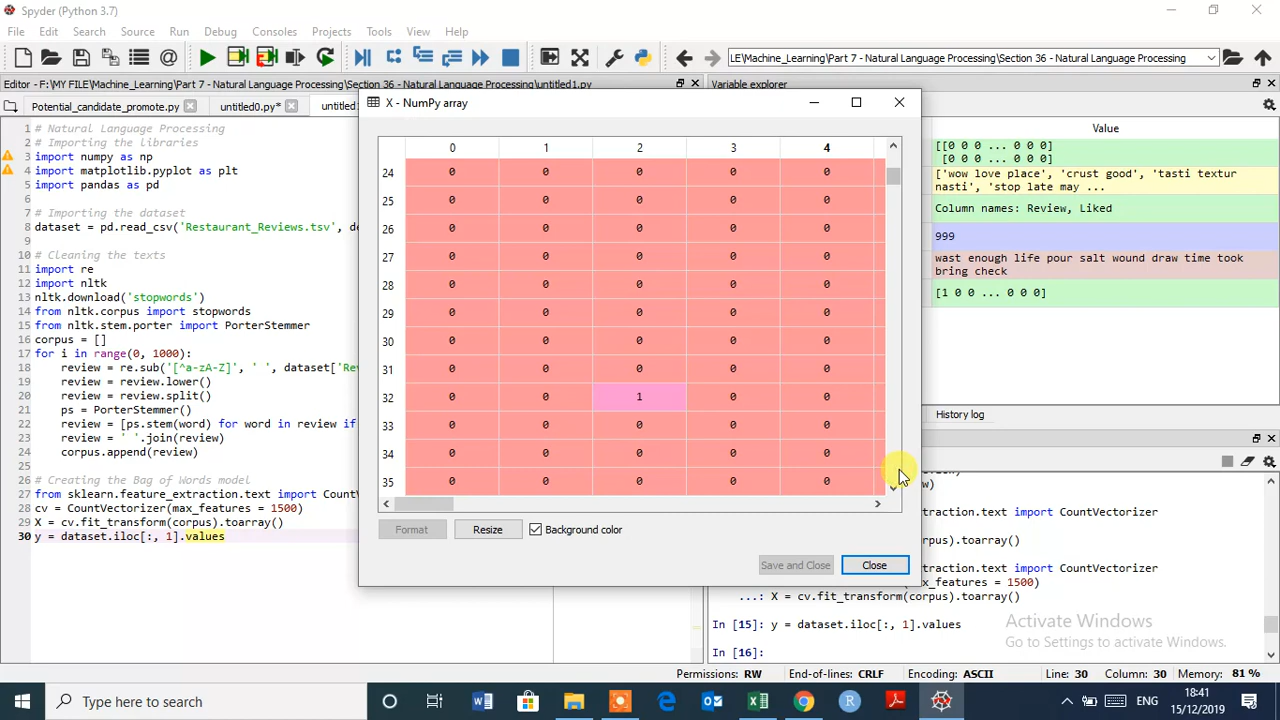 Spyder (Python 3.7)
File Edit Search Source Run Debug Consoles Projects Tools View Help
LE\Machine_Learning\Part 7 - Natural Language Processing\Section 36 - Natural Language Processing
Editor - F:\MY FILE\Machine_Learning\Part 7 - Natural Language Processing\Section 36 - Natural Language Processing\untitled1.py
Variable explorer
Potential_candidate_promote.py untitled0.py* untitled
X - NumPy array
Value
1 # Natural Language Processing
2 # Importing the libraries
3 import numpy as np
4 import matplotlib.pyplot as plt
5 import pandas as pd
6
7 # Importing the dataset
8 dataset = pd.read_csv('Restaurant_Reviews.tsv', de
9
10 # Cleaning the texts
11 import re
12 import nltk
13 nltk.download('stopwords')
14 from nltk.corpus import stopwords
15 from nltk.stem.porter import PorterStemmer
16 corpus = []
17 for i in range(0, 1000):
18 review = re.sub('[^a-zA-Z]', ' ', dataset['Re
19 review = review.lower()
20 review = review.split()
21 ps = PorterStemmer()
22 review = [ps.stem(word) for word in review if
23 review = ' '.join(review)
24 corpus.append(review)
25
26 # Creating the Bag of Words model
27 from sklearn.feature_extraction.text import CountV
28 cv = CountVectorizer(max_features = 1500)
29 X = cv.fit_transform(corpus).toarray()
30 y = dataset.iloc[:, 1].values
0 1 2 3 4
24 0 0 0 0 0
25 0 0 0 0 0
26 0 0 0 0 0
27 0 0 0 0 0
28 0 0 0 0 0
29 0 0 0 0 0
30 0 0 0 0 0
31 0 0 0 0 0
32 0 0 1 0 0
33 0 0 0 0 0
34 0 0 0 0 0
35 0 0 0 0 0
Format Resize Background color
Save and Close Close
[[0 0 0 ... 0 0 0]
[0 0 0 ... 0 0 0]
['wow love place', 'crust good', 'tasti textur
nasti', 'stop late may ...
Column names: Review, Liked
999
wast enough life pour salt wound draw time took
bring check
[1 0 0 ... 0 0 0]
History log
w)
extraction.text import CountVectorizer
corpus).toarray()
extraction.text import CountVectorizer
x_features = 1500)
...: X = cv.fit_transform(corpus).toarray()
In [15]: y = dataset.iloc[:, 1].values
In [16]:
Activate Windows
Go to Settings to activate Windows.
Permissions: RW End-of-lines: CRLF Encoding: ASCII Line: 30 Column: 30 Memory: 81 %
Type here to search
ENG
18:41
15/12/2019